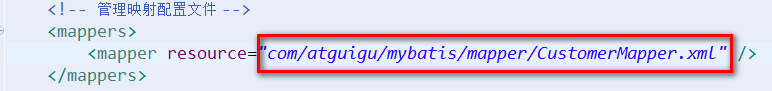 <!-- 管理映射配置文件 -->
<mappers>
<mapper resource="com/atguigu/mybatis/mapper/CustomerMapper.xml" />
</mappers>